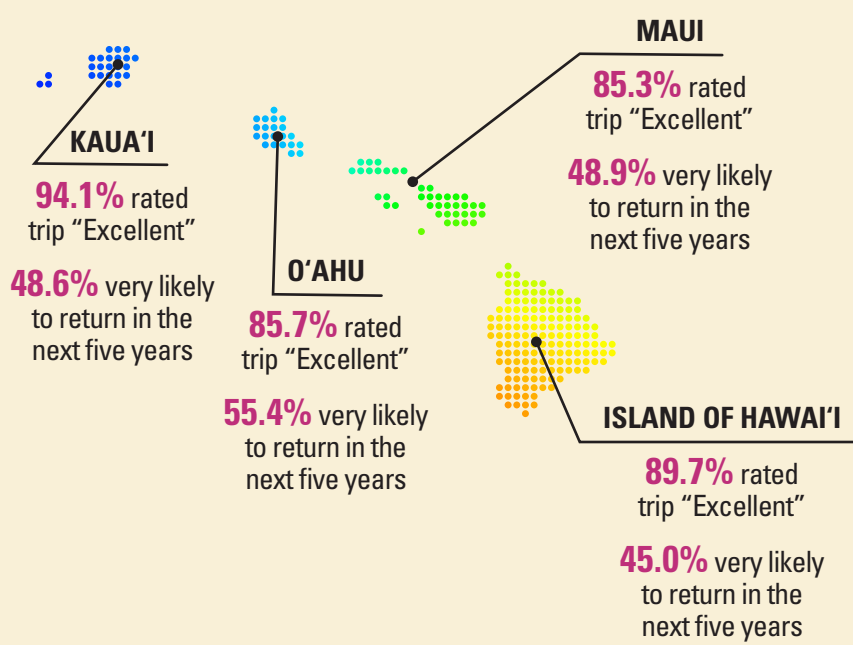 KAUA‘I
94.1% rated
trip “Excellent”
48.6% very likely
to return in the
next five years
O‘AHU
85.7% rated
trip “Excellent”
55.4% very likely
to return in the
next five years
MAUI
85.3% rated
trip “Excellent”
48.9% very likely
to return in the
next five years
ISLAND OF HAWAI‘I
89.7% rated
trip “Excellent”
45.0% very likely
to return in the
next five years